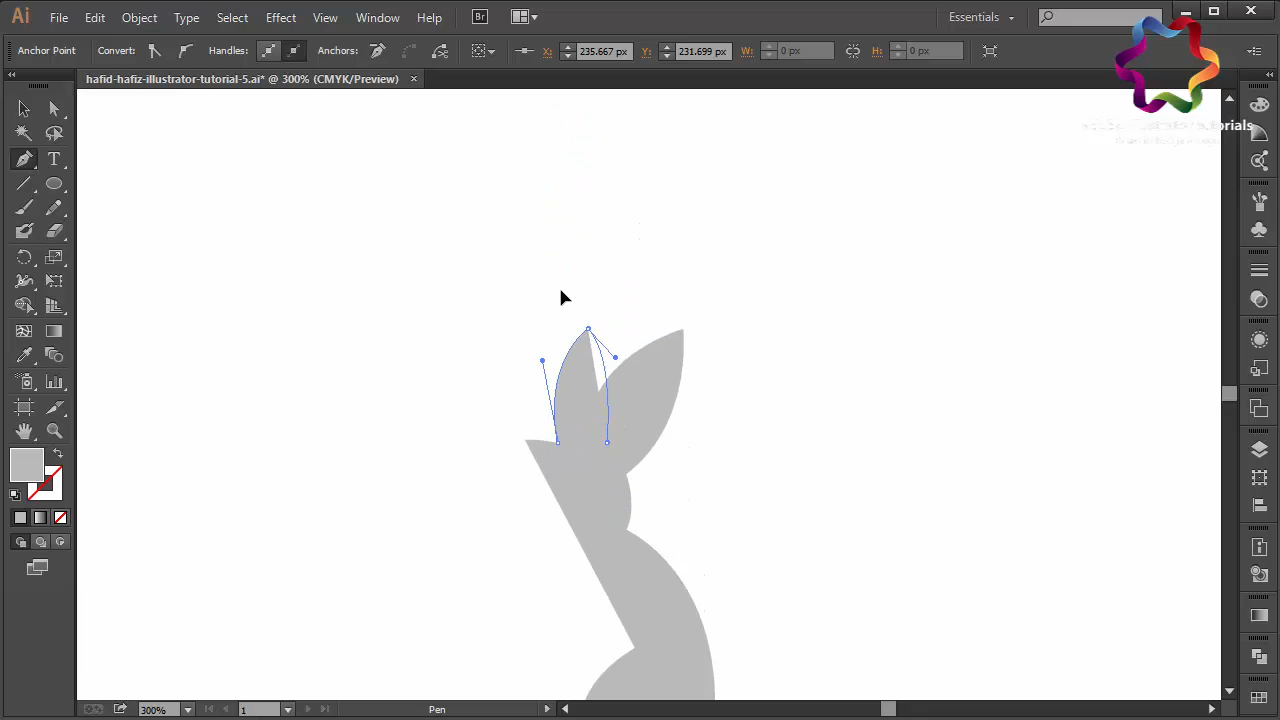 Ai File Edit Object Type Select Effect View Window Help Br Essentials
Anchor Point Convert: Handles: Anchors: X: 235.667 px Y: 231.699 px W: 0 px H: 0 px
hafid-hafiz-illustrator-tutorial-5.ai* @ 300% (CMYK/Preview)
tutorials
T
300% 1 Pen